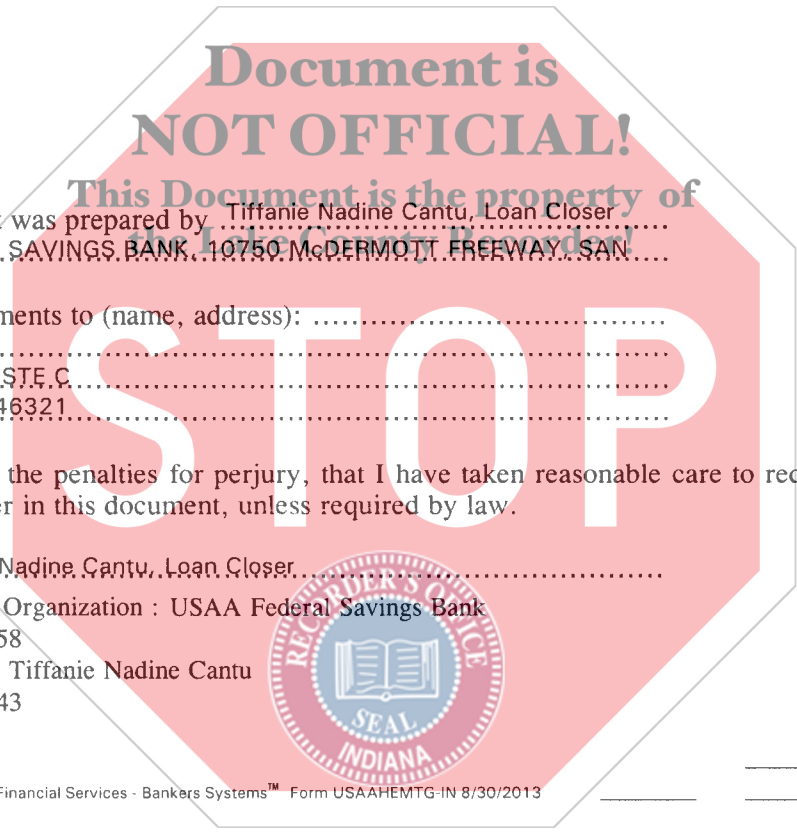 Document is
NOT OFFICIAL!
This Document is the property of
the Lake County Recorder!
was prepared by Tiffanie Nadine Cantu, Loan Closer
SAVINGS BANK, 10750 McDERMOTT FREEWAY, SAN
ments to (name, address):
STE C
46321
STOP
the penalties for perjury, that I have taken reasonable care to red
er in this document, unless required by law.
Nadine Cantu, Loan Closer
Organization : USAA Federal Savings Bank
58
Tiffanie Nadine Cantu
43
RECORDER'S OFFICE
SEAL
INDIANA
Financial Services - Bankers Systems™ Form USAAHEMTG-IN 8/30/2013